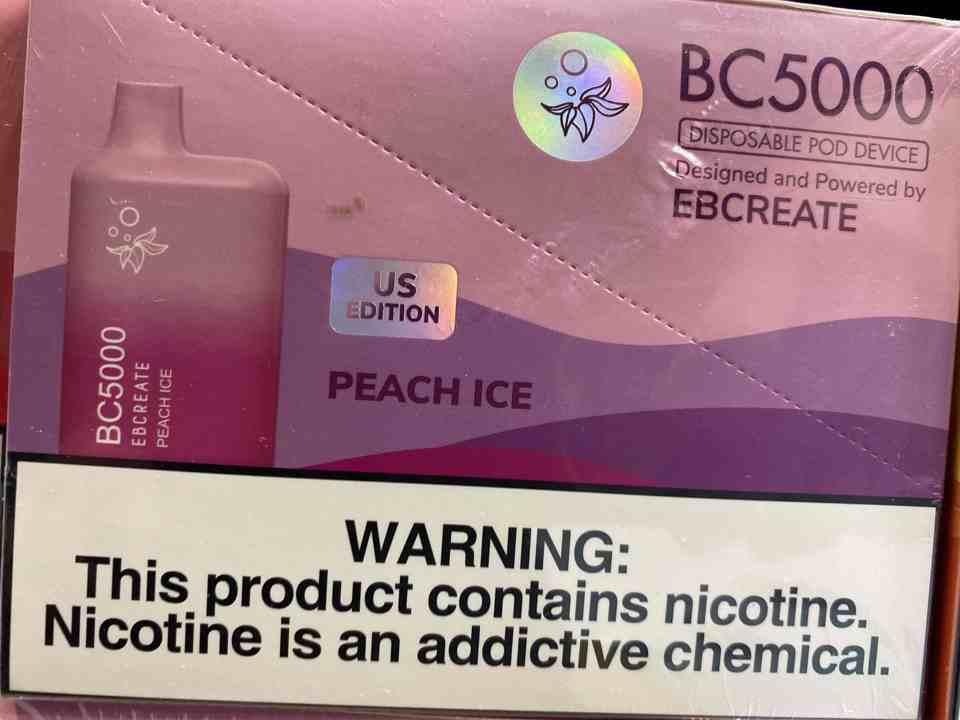 BC5000
DISPOSABLE POD DEVICE
Designed and Powered by
EBCREATE
US
EDITION
PEACH ICE
BC5000
EBCREATE
PEACH ICE
WARNING:
This product contains nicotine.
Nicotine is an addictive chemical.